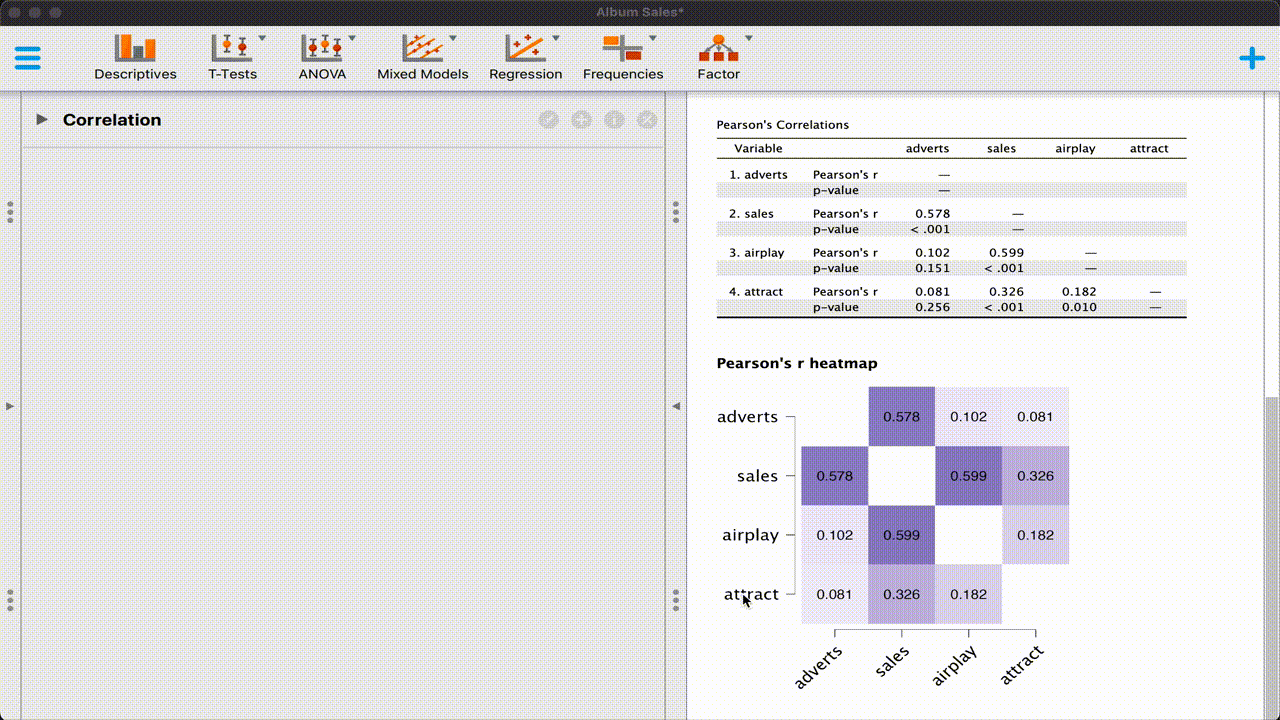 Album Sales*
Descriptives T-Tests ANOVA Mixed Models Regression Frequencies Factor
Correlation
Pearson's Correlations
Variable adverts sales airplay attract
1. adverts Pearson's r —
p-value —
2. sales Pearson's r 0.578 —
p-value < .001 —
3. airplay Pearson's r 0.102 0.599 —
p-value 0.151 < .001 —
4. attract Pearson's r 0.081 0.326 0.182 —
p-value 0.256 < .001 0.010 —
Pearson's r heatmap
adverts 0.578 0.102 0.081
sales 0.578 0.599 0.326
airplay 0.102 0.599 0.182
attract 0.081 0.326 0.182
adverts sales airplay attract